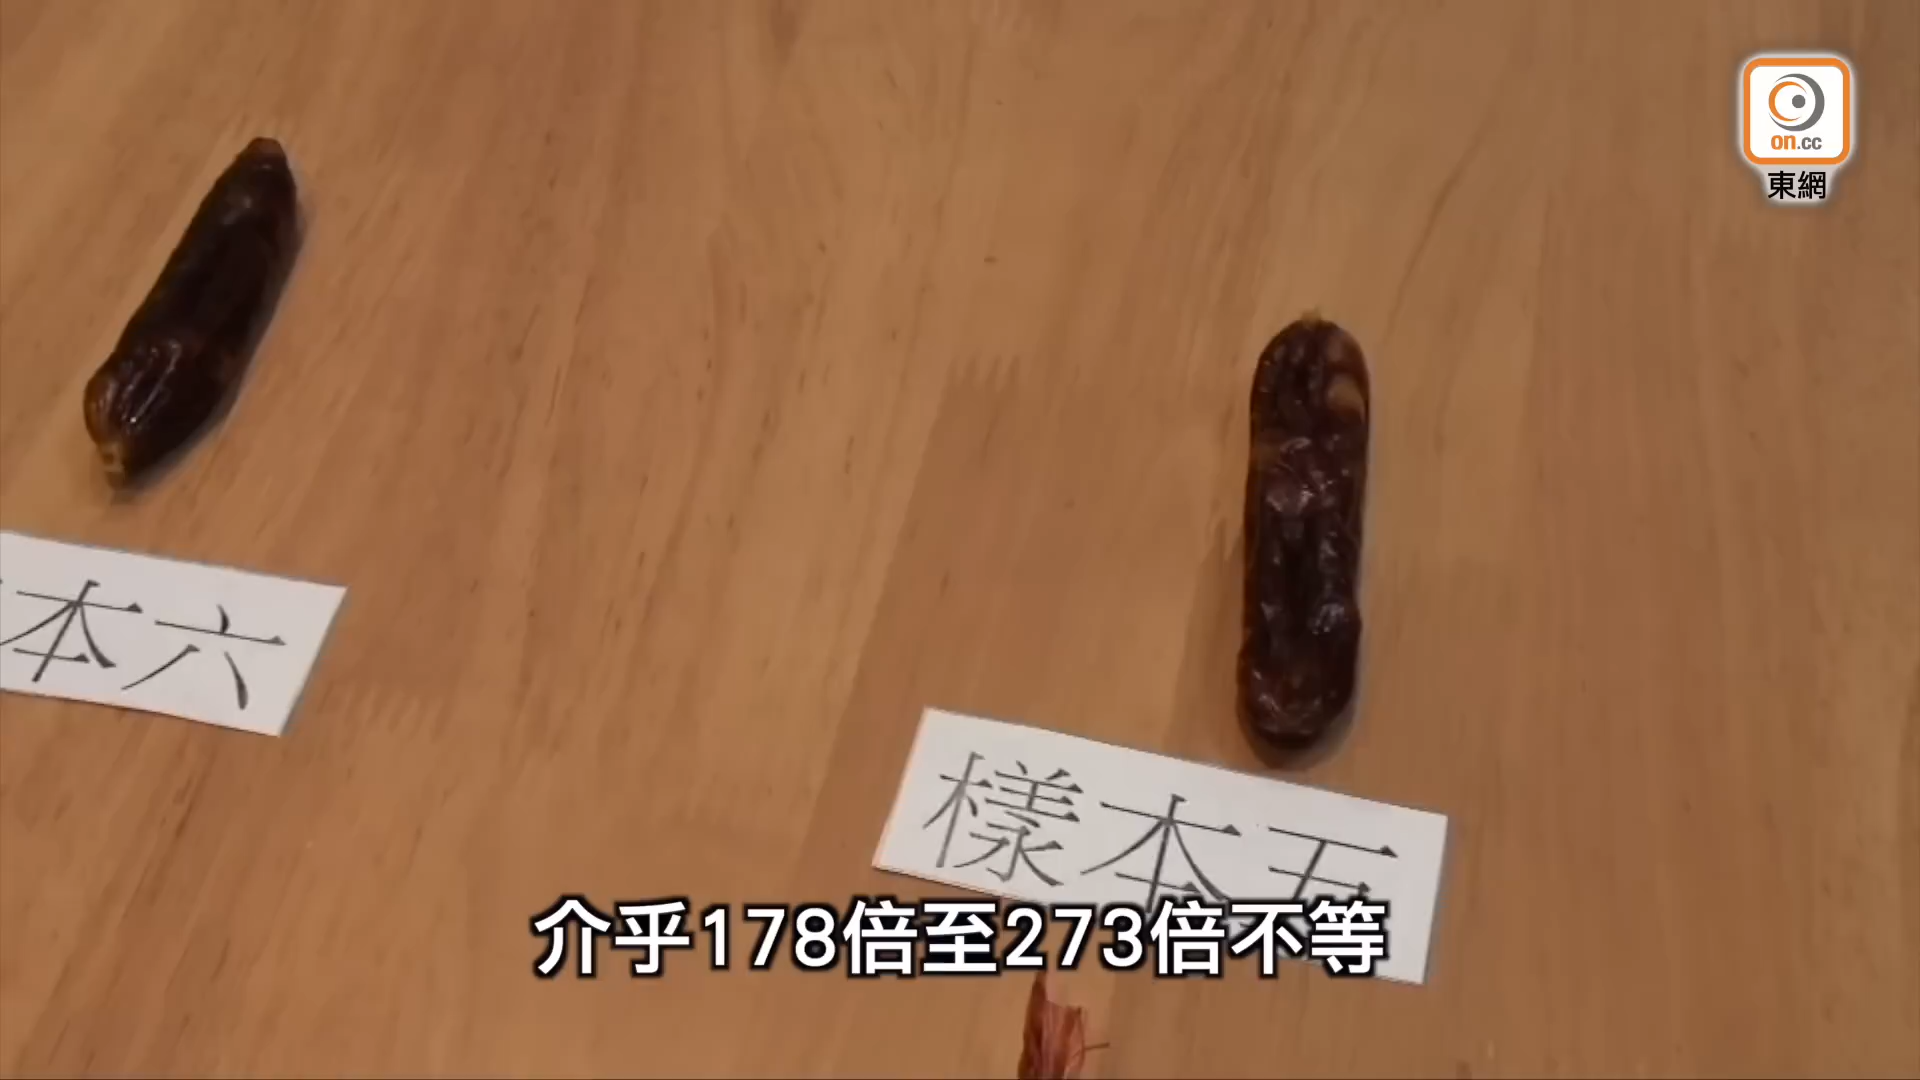 on.cc
東網
本六
樣本五
介乎178倍至273倍不等